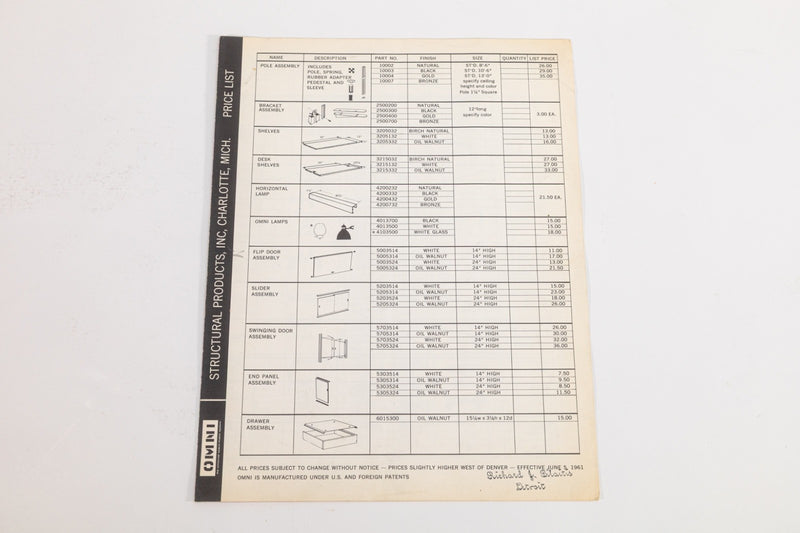 STRUCTURAL PRODUCTS, INC, CHARLOTTE, MICH. PRICE LIST
OMNI
NAME DESCRIPTION PART NO. FINISH SIZE QUANTITY LIST PRICE
POLE ASSEMBLY INCLUDES 10002 NATURAL ST'D. 8'-6" 26.00
POLE, SPRING, 10003 BLACK ST'D. 10'-6" 29.00
RUBBER ADAPTER 10004 GOLD ST'D. 13'-0" 35.00
PEDESTAL AND 10007 BRONZE specify ceiling
SLEEVE height and color
Pole 1½" Square
BRACKET 2500200 NATURAL
ASSEMBLY 2500300 BLACK 12" long 3.00 EA.
2500400 GOLD specify color
2500700 BRONZE
SHELVES 3205032 BIRCH NATURAL 13.00
3205132 WHITE 13.00
3205332 OIL WALNUT 16.00
DESK 3215032 BIRCH NATURAL 27.00
SHELVES 3215132 WHITE 27.00
3215332 OIL WALNUT 33.00
HORIZONTAL 4200232 NATURAL
LAMP 4200332 BLACK 21.50 EA.
4200432 GOLD
4200732 BRONZE
OMNI LAMPS 4013700 BLACK 15.00
4013500 WHITE 15.00
4103500 WHITE GLASS 18.00
FLIP DOOR 5003514 WHITE 14" HIGH 11.00
ASSEMBLY 5005314 OIL WALNUT 14" HIGH 17.00
5003524 WHITE 24" HIGH 13.00
5005324 OIL WALNUT 24" HIGH 21.50
SLIDER 5203514 WHITE 14" HIGH 15.00
ASSEMBLY 5205314 OIL WALNUT 14" HIGH 23.00
5203524 WHITE 24" HIGH 18.00
5205324 OIL WALNUT 24" HIGH 26.00
SWINGING DOOR 5703514 WHITE 14" HIGH 26.00
ASSEMBLY 5705314 OIL WALNUT 14" HIGH 30.00
5703524 WHITE 24" HIGH 32.00
5705324 OIL WALNUT 24" HIGH 36.00
END PANEL 5303514 WHITE 14" HIGH 7.50
ASSEMBLY 5305314 OIL WALNUT 14" HIGH 9.50
5303524 WHITE 24" HIGH 8.50
5305324 OIL WALNUT 24" HIGH 11.50
DRAWER 6015300 OIL WALNUT 15.00
ASSEMBLY
ALL PRICES SUBJECT TO CHANGE WITHOUT NOTICE — PRICES SLIGHTLY HIGHER WEST OF DENVER — EFFECTIVE JUNE 1961
OMNI IS MANUFACTURED UNDER U.S. AND FOREIGN PATENTS
Richard J.
Detroit